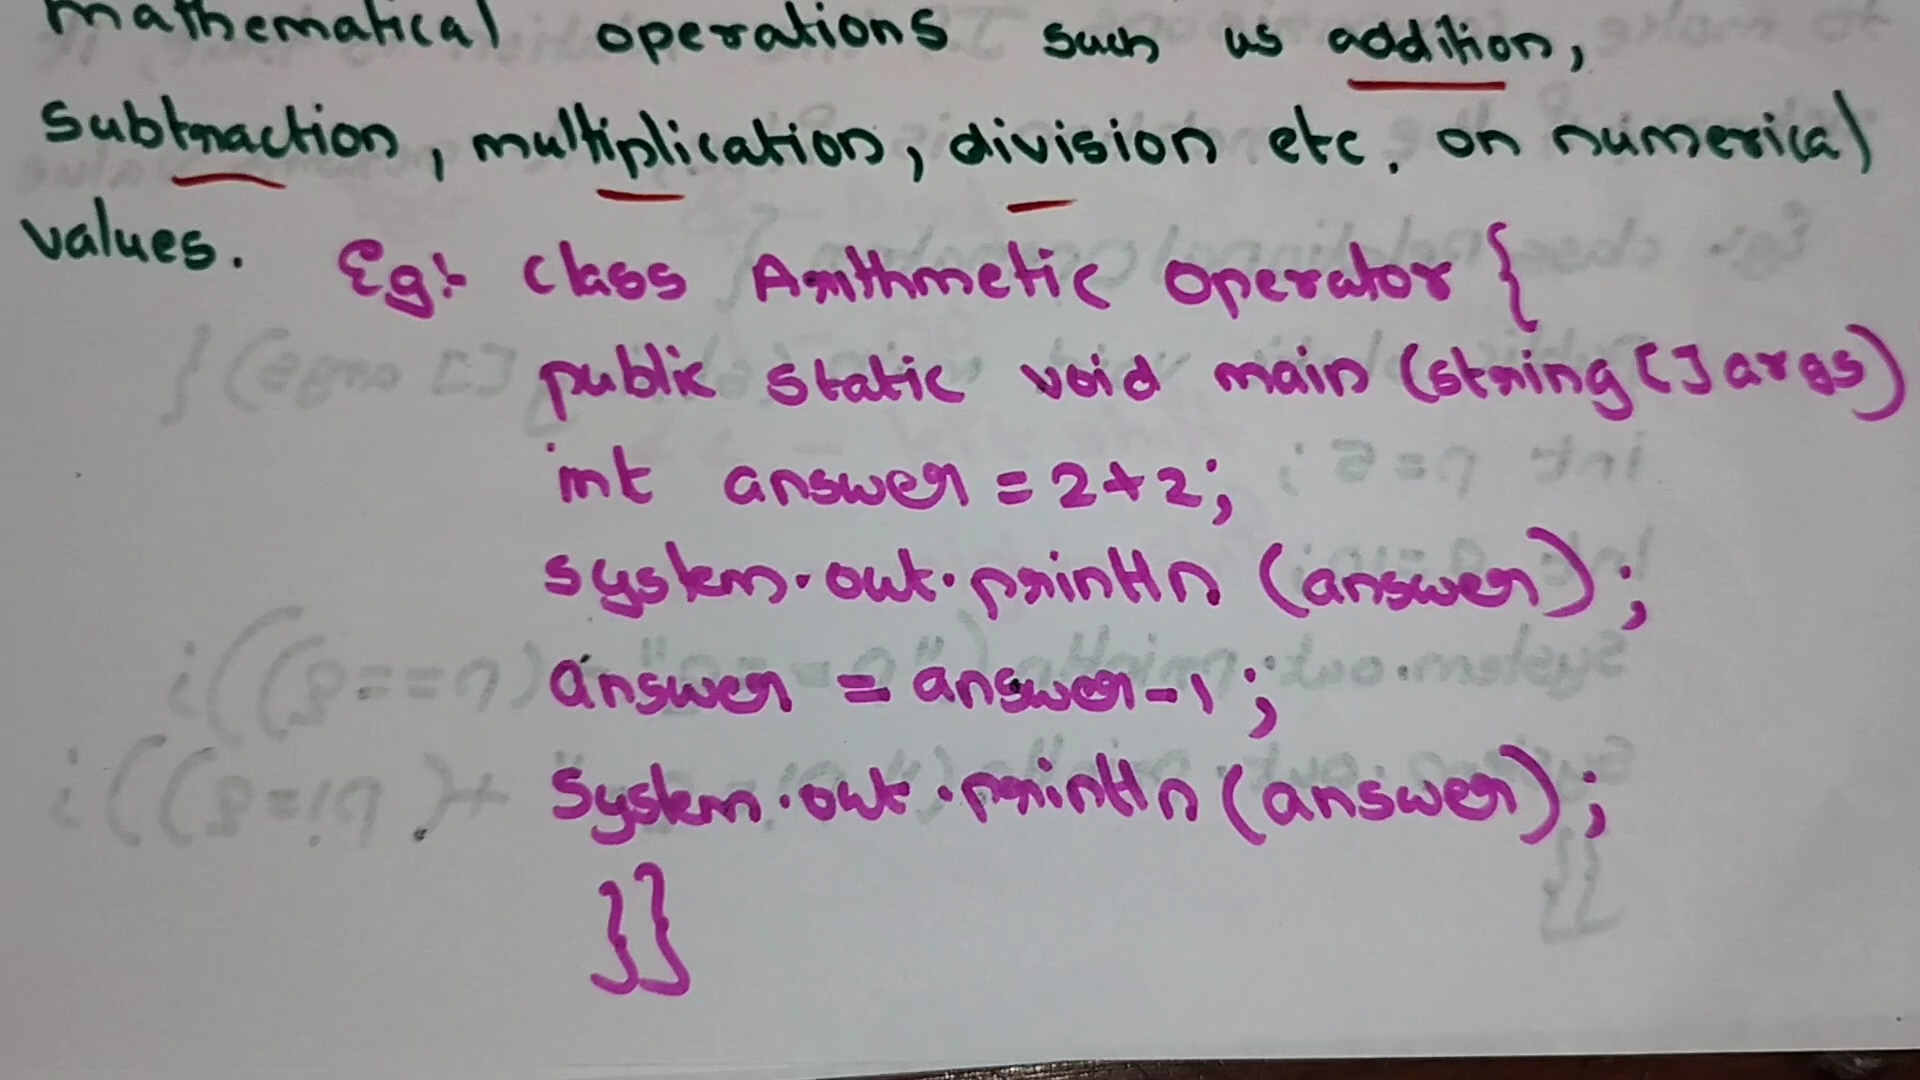 mathematical operations such as addition,
subtraction, multiplication, division etc. on numerical
values. Eg:- class Arithmetic Operator {
public static void main (string [] args)
int answer = 2+2;
system.out.println (answer);
answer = answer-1;
System.out.println (answer);
}}